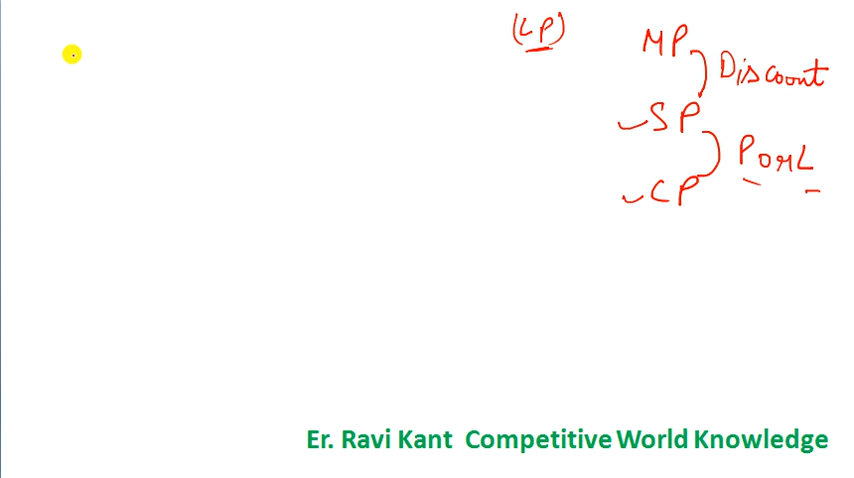 (LP)
MP
Discount
SP
P or L
CP
Er. Ravi Kant Competitive World Knowledge